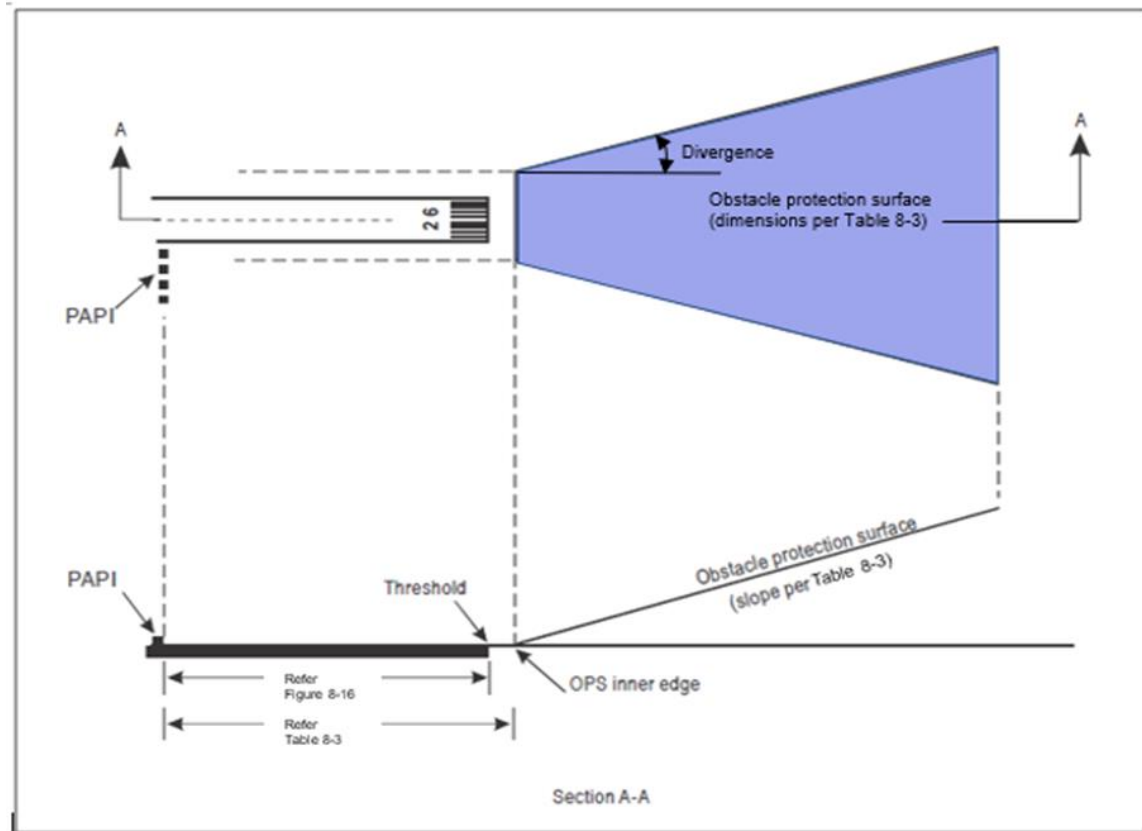 A
A
Divergence
Obstacle protection surface
(dimensions per Table 8-3)
26
PAPI
Obstacle protection surface
(slope per Table 8-3)
PAPI
Threshold
OPS inner edge
Refer
Figure 8-16
Refer
Table 8-3
Section A-A